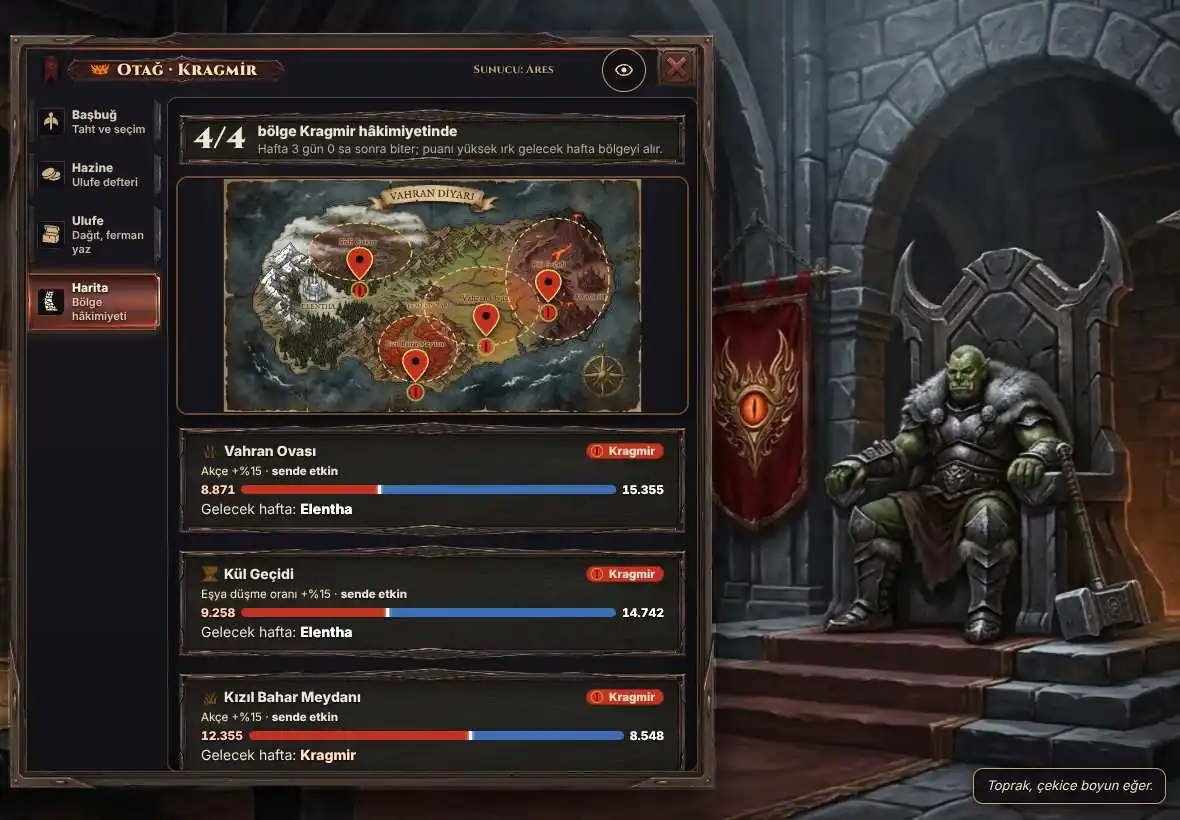 OTAĞ · KRAGMİR
SUNUCU: ARES
Başbuğ
Taht ve seçim
Hazine
Ulufe defteri
Ulufe
Dağıt, ferman
yaz
Harita
Bölge
hâkimiyeti
4/4
bölge Kragmir hâkimiyetinde
Hafta 3 gün 0 sa sonra biter; puanı yüksek ırk gelecek hafta bölgeyi alır.
VAHRAN DİYARI
ELENTHA
Vahran Ovası
Kragmir
Akçe +%15 · sende etkin
8.871
15.355
Gelecek hafta: Elentha
Kül Geçidi
Kragmir
Eşya düşme oranı +%15 · sende etkin
9.258
14.742
Gelecek hafta: Elentha
Kızıl Bahar Meydanı
Kragmir
Akçe +%15 · sende etkin
12.355
8.548
Gelecek hafta: Kragmir
Toprak, çekice boyun eğer.